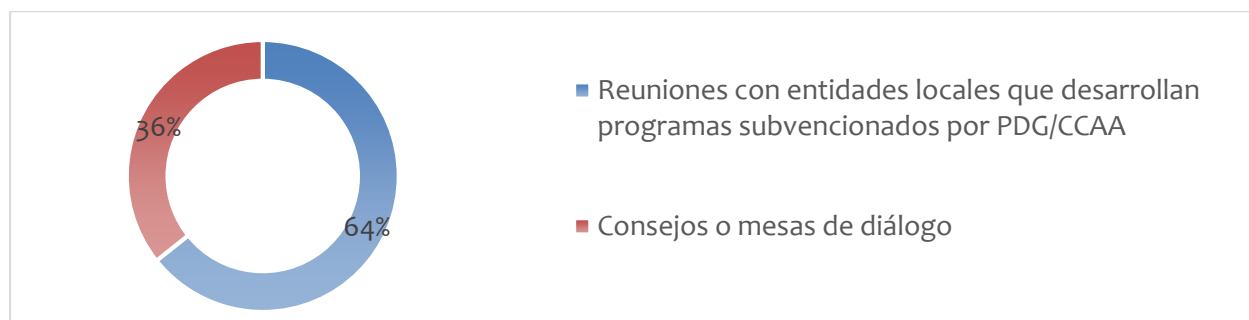 36%
64%
Reuniones con entidades locales que desarrollan
programas subvencionados por PDG/CCAA
Consejos o mesas de diálogo